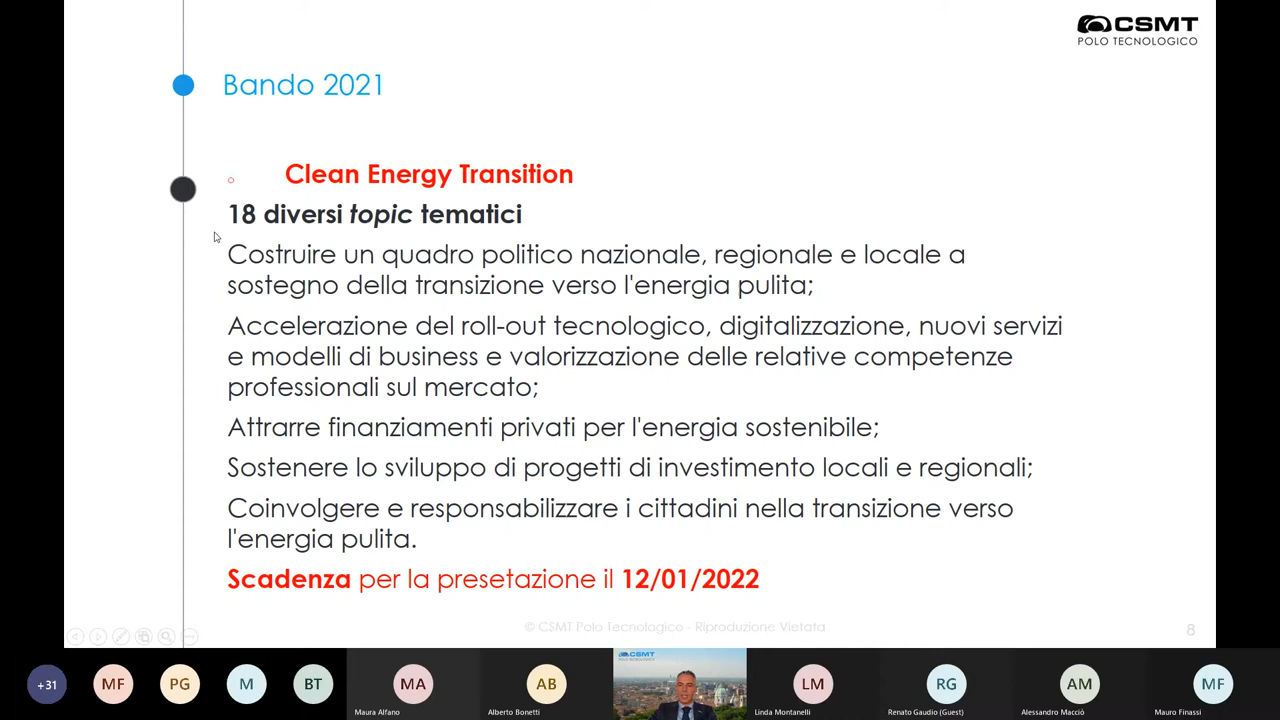 CSMT
POLO TECNOLOGICO
Bando 2021
Clean Energy Transition
18 diversi topic tematici
Costruire un quadro politico nazionale, regionale e locale a
sostegno della transizione verso l'energia pulita;
Accelerazione del roll-out tecnologico, digitalizzazione, nuovi servizi
e modelli di business e valorizzazione delle relative competenze
professionali sul mercato;
Attrarre finanziamenti privati per l'energia sostenibile;
Sostenere lo sviluppo di progetti di investimento locali e regionali;
Coinvolgere e responsabilizzare i cittadini nella transizione verso
l'energia pulita.
Scadenza per la presetazione il 12/01/2022
© CSMT Polo Tecnologico - Riproduzione Vietata
8
+31 MF PG M BT MA AB CSMT LM RG AM MF
POLO TECNOLOGICO
Maura Alfano Alberto Bonetti Linda Montanelli Renato Gaudio (Guest) Alessandro Macciò Mauro Finassi